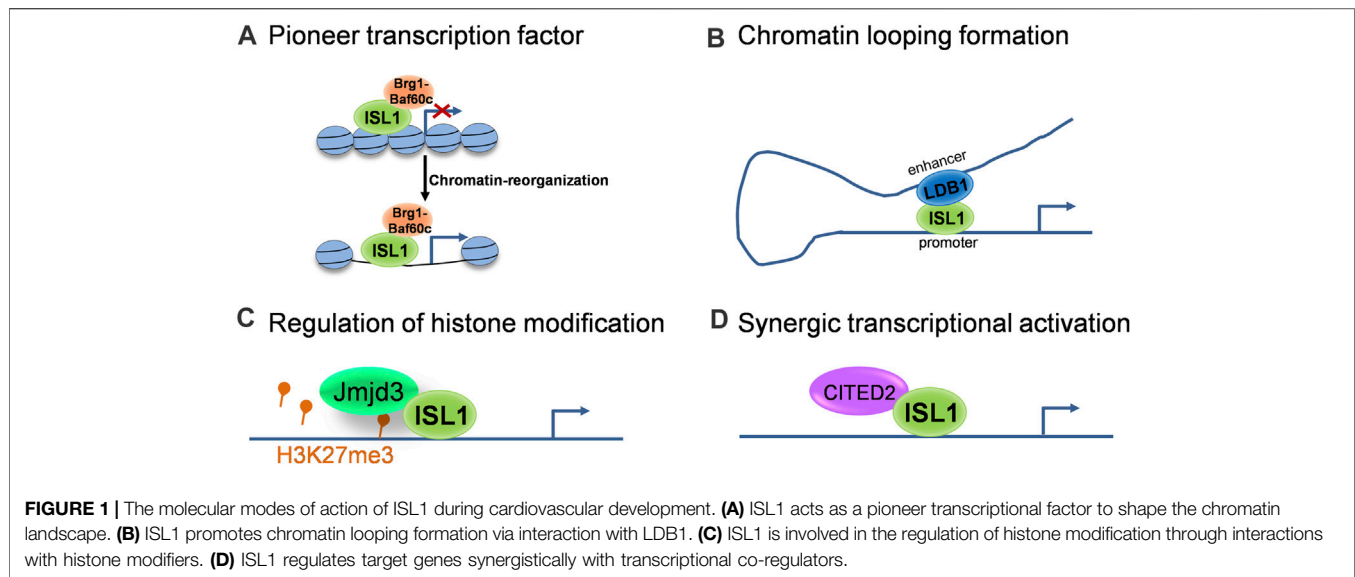 A Pioneer transcription factor
Brg1-
Baf60c
ISL1
Chromatin-reorganization
Brg1-
Baf60c
ISL1
B Chromatin looping formation
enhancer
LDB1
ISL1
promoter
C Regulation of histone modification
Jmjd3
ISL1
H3K27me3
D Synergic transcriptional activation
CITED2
ISL1
FIGURE 1 | The molecular modes of action of ISL1 during cardiovascular development. (A) ISL1 acts as a pioneer transcriptional factor to shape the chromatin
landscape. (B) ISL1 promotes chromatin looping formation via interaction with LDB1. (C) ISL1 is involved in the regulation of histone modification through interactions
with histone modifiers. (D) ISL1 regulates target genes synergistically with transcriptional co-regulators.